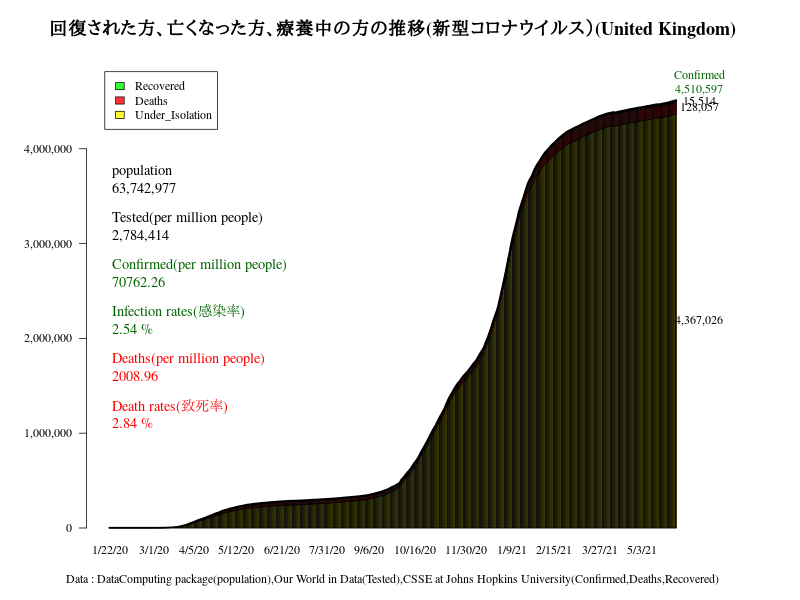 回復された方、亡くなった方、療養中の方の推移(新型コロナウイルス)(United Kingdom)
Recovered
Deaths
Under_Isolation
Confirmed
4,510,597
15,514
128,057
4,367,026
population
63,742,977
Tested(per million people)
2,784,414
Confirmed(per million people)
70762.26
Infection rates(感染率)
2.54 %
Deaths(per million people)
2008.96
Death rates(致死率)
2.84 %
4,000,000
3,000,000
2,000,000
1,000,000
0
1/22/20 3/1/20 4/5/20 5/12/20 6/21/20 7/31/20 9/6/20 10/16/20 11/30/20 1/9/21 2/15/21 3/27/21 5/3/21
Data : DataComputing package(population),Our World in Data(Tested),CSSE at Johns Hopkins University(Confirmed,Deaths,Recovered)